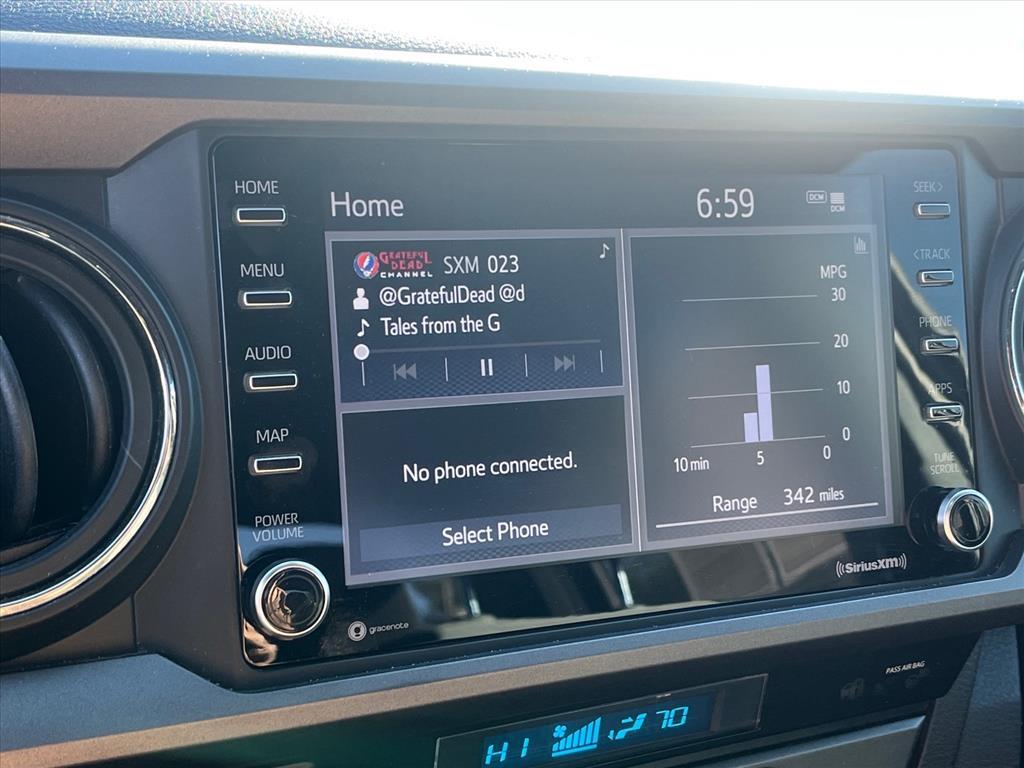 HOME
MENU
AUDIO
MAP
POWER
VOLUME
gracenote
Home
6:59
DCM
DCM
GRATEFUL
DEAD
CHANNEL
SXM 023
@GratefulDead @d
Tales from the G
No phone connected.
Select Phone
MPG
30
20
10
0
10 min 5 0
Range 342 miles
SEEK>
<TRACK
PHONE
APPS
TUNE
SCROLL
((SiriusXM))
PASS AIR BAG
HI 70